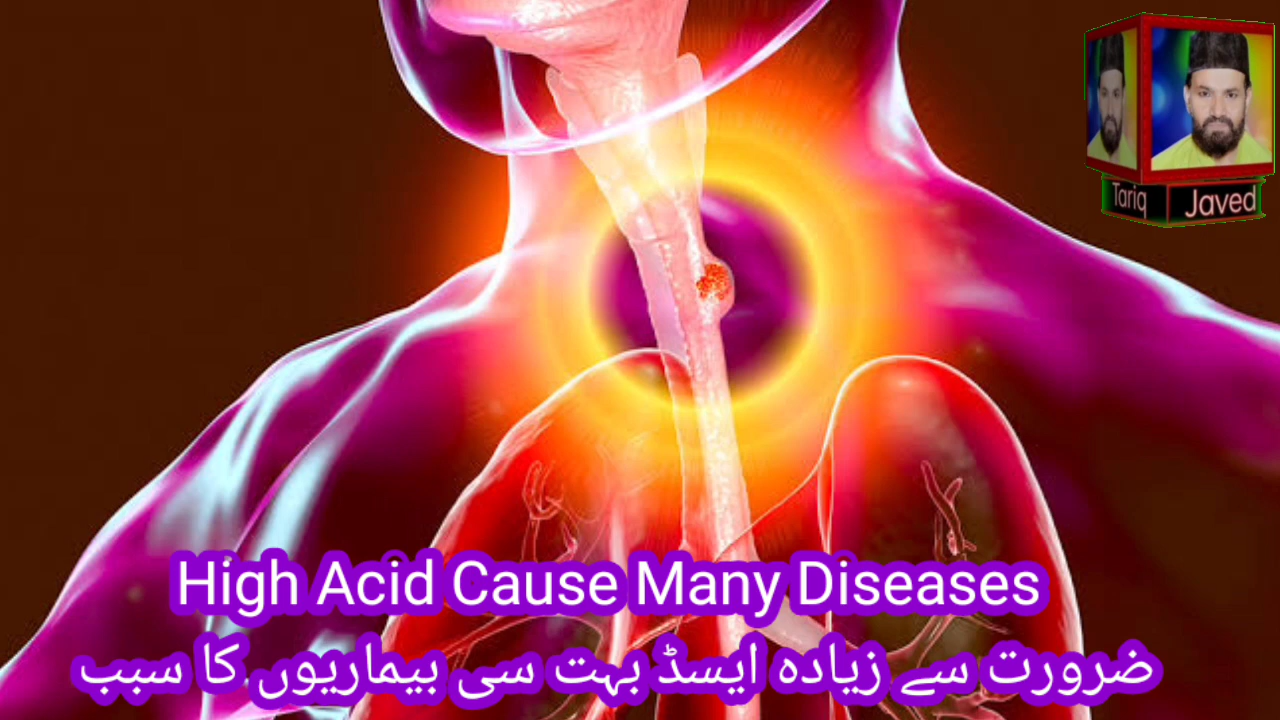 Tariq Javed
High Acid Cause Many Diseases
ضرورت سے زیادہ ایسڈ بہت سی بیماریوں کا سبب